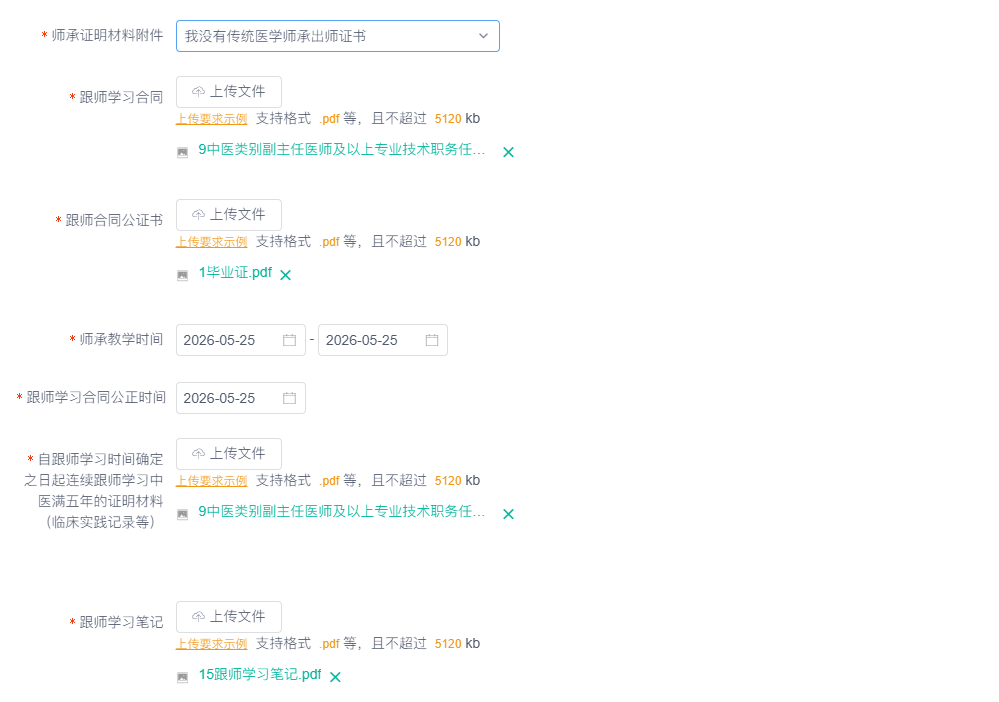 * 师承证明材料附件 我没有传统医学师承出师证书
* 跟师学习合同 上传文件
上传要求示例 支持格式 .pdf 等，且不超过 5120 kb
9中医类别副主任医师及以上专业技术职务任...
* 跟师合同公证书 上传文件
上传要求示例 支持格式 .pdf 等，且不超过 5120 kb
1毕业证.pdf
* 师承教学时间 2026-05-25 - 2026-05-25
* 跟师学习合同公正时间 2026-05-25
上传文件
* 自跟师学习时间确定
之日起连续跟师学习中
医满五年的证明材料
（临床实践记录等）
上传要求示例 支持格式 .pdf 等，且不超过 5120 kb
9中医类别副主任医师及以上专业技术职务任...
* 跟师学习笔记 上传文件
上传要求示例 支持格式 .pdf 等，且不超过 5120 kb
15跟师学习笔记.pdf